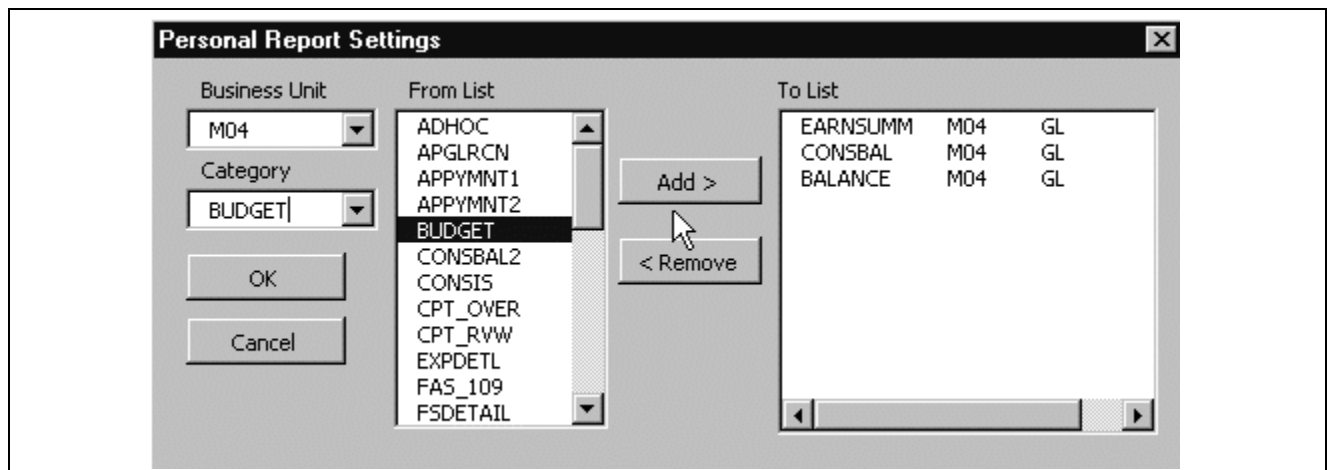 Personal Report Settings
Business Unit
M04
Category
BUDGET
OK
Cancel
From List
ADHOC
APGLRCN
APPYMNT1
APPYMNT2
BUDGET
CONSBAL2
CONSIS
CPT_OVER
CPT_RVW
EXPDETL
FAS_109
FSDETAIL
Add >
< Remove
To List
EARNSUMM M04 GL
CONSBAL M04 GL
BALANCE M04 GL